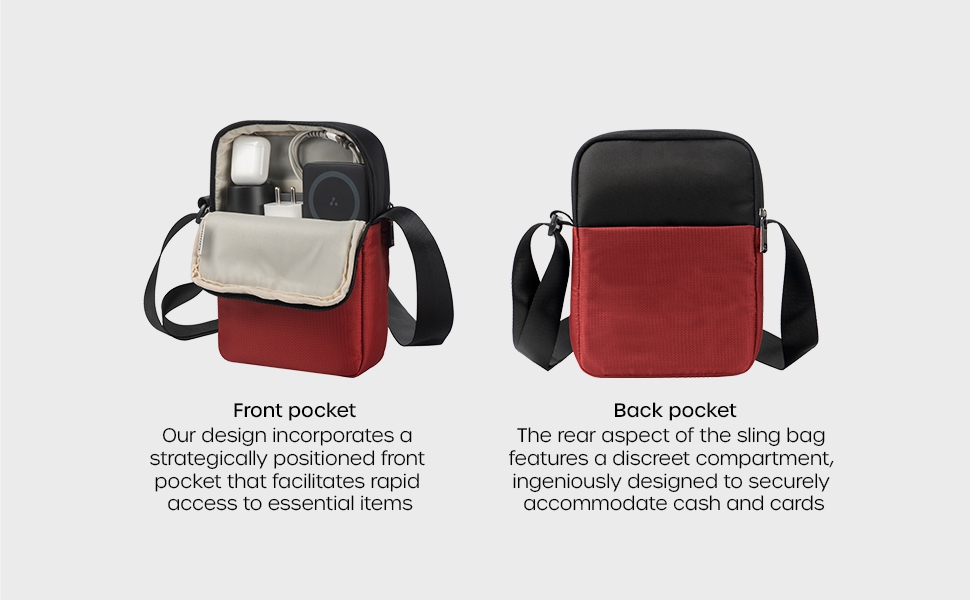 Front pocket
Our design incorporates a
strategically positioned front
pocket that facilitates rapid
access to essential items
Back pocket
The rear aspect of the sling bag
features a discreet compartment,
ingeniously designed to securely
accommodate cash and cards